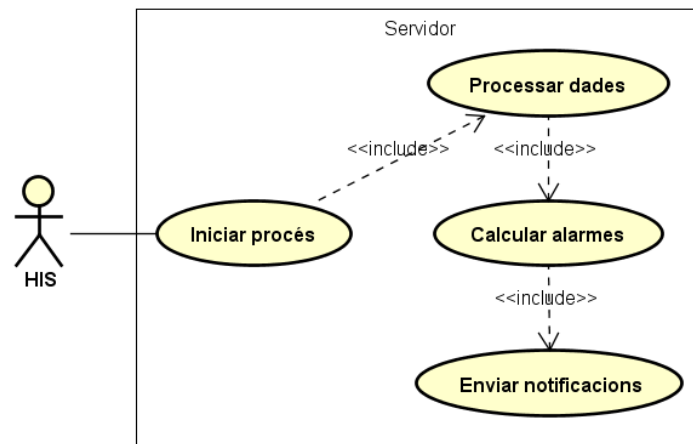 Servidor
Processar dades
<<include>>
<<include>>
Iniciar procés
Calcular alarmes
HIS
<<include>>
Enviar notificacions